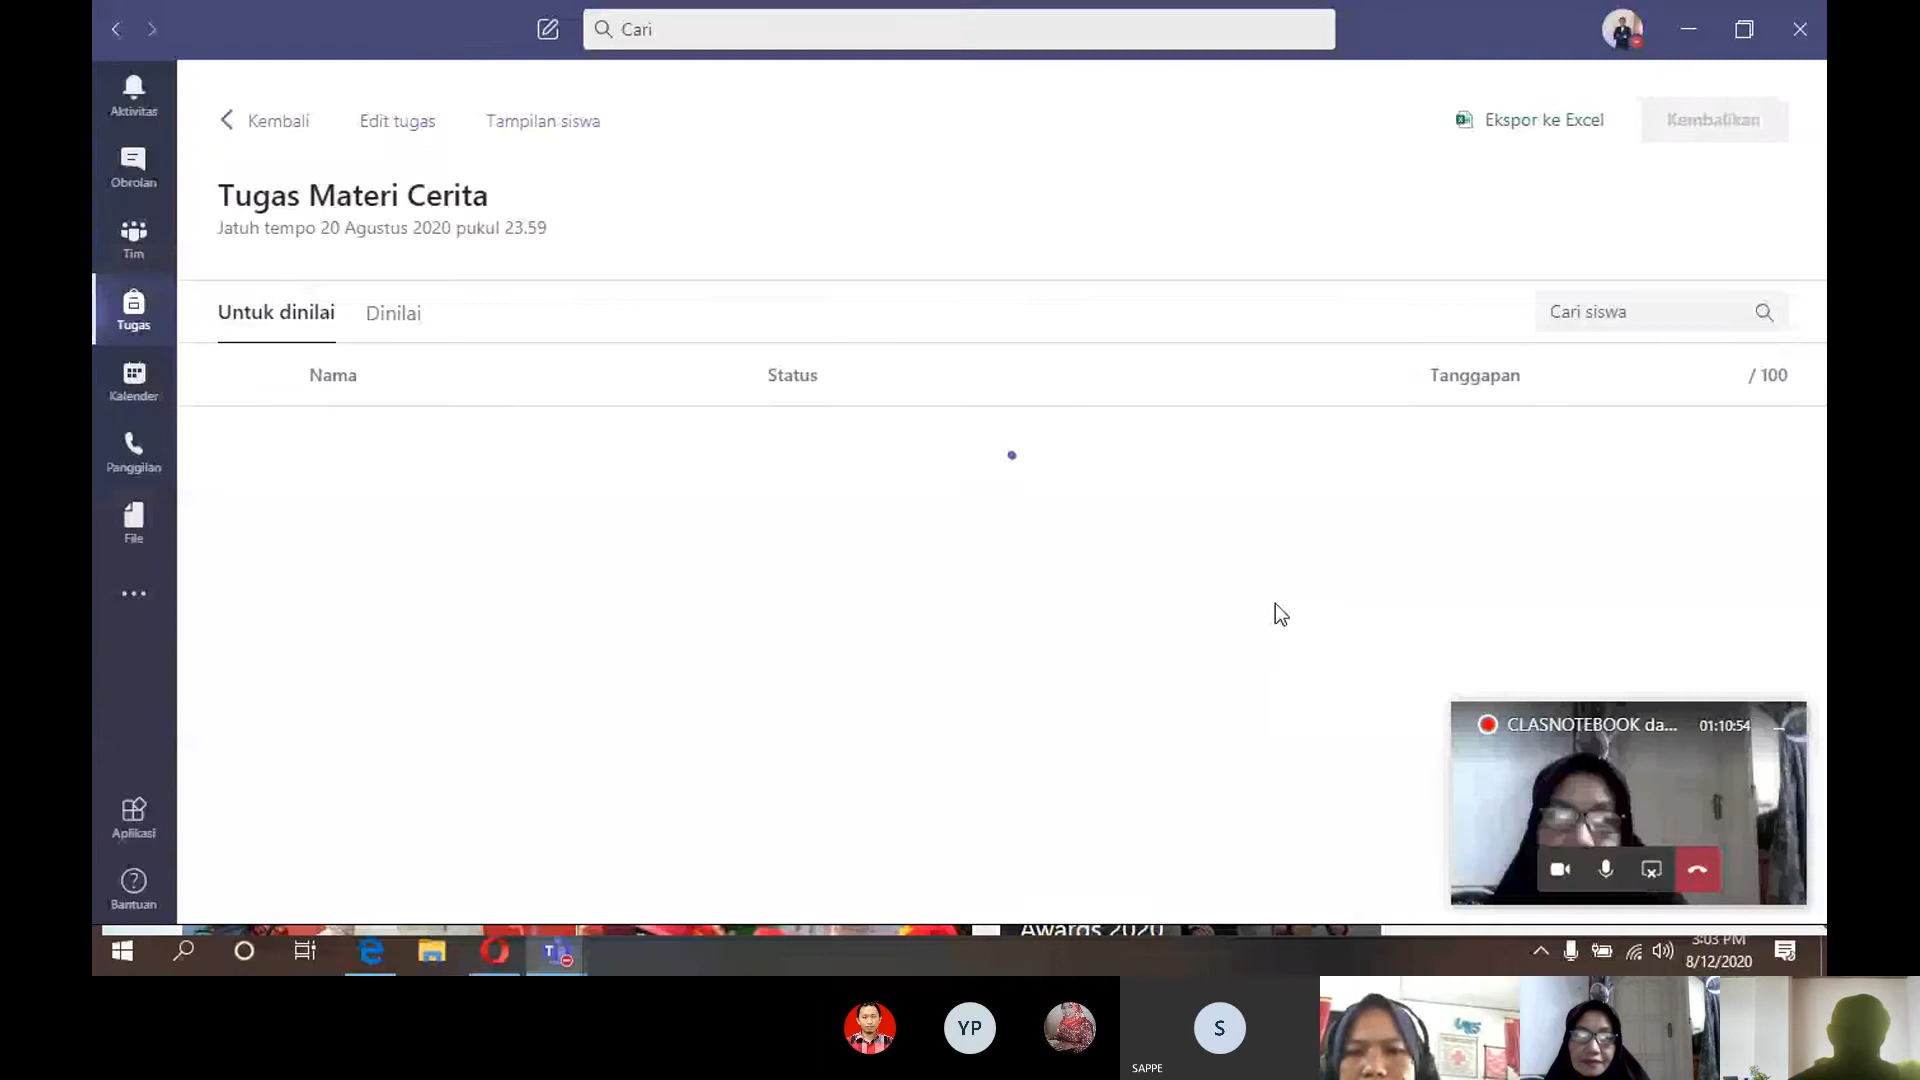 Cari
Aktivitas
Obrolan
Tim
Tugas
Kalender
Panggilan
File
Aplikasi
Bantuan
Kembali
Edit tugas
Tampilan siswa
Ekspor ke Excel
Kembalikan
Tugas Materi Cerita
Jatuh tempo 20 Agustus 2020 pukul 23.59
Untuk dinilai
Dinilai
Cari siswa
Nama
Status
Tanggapan
/ 100
CLASNOTEBOOK da...
01:10:54
Awards 2020
3:03 PM
8/12/2020
YP
S
SAPPE